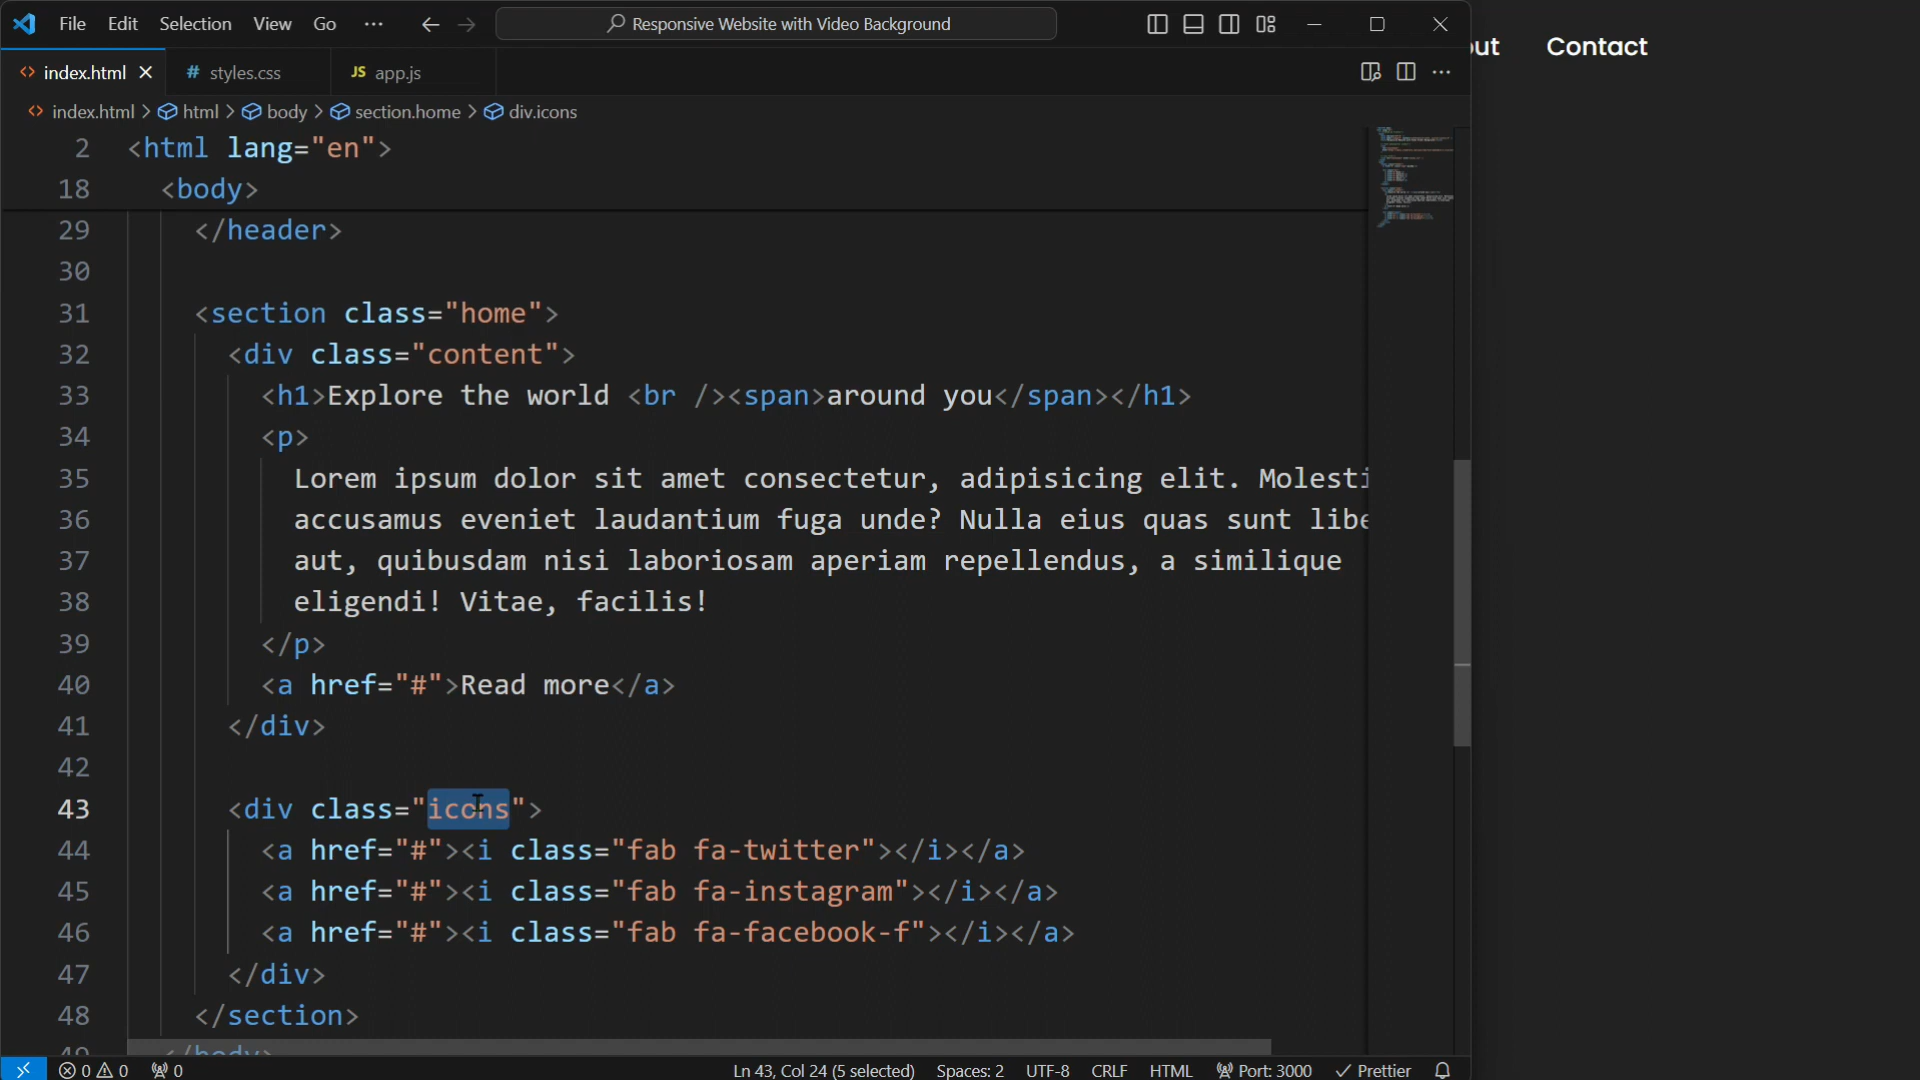 File Edit Selection View Go ··· Responsive Website with Video Background
Contact
index.html # styles.css JS app.js
index.html > html > body > section.home > div.icons
2 <html lang="en">
18 <body>
29 </header>
30
31 <section class="home">
32 <div class="content">
33 <h1>Explore the world <br /><span>around you</span></h1>
34 <p>
35 Lorem ipsum dolor sit amet consectetur, adipisicing elit. Molesti
36 accusamus eveniet laudantium fuga unde? Nulla eius quas sunt libe
37 aut, quibusdam nisi laboriosam aperiam repellendus, a similique
38 eligendi! Vitae, facilis!
39 </p>
40 <a href="#">Read more</a>
41 </div>
42
43 <div class="icons">
44 <a href="#"><i class="fab fa-twitter"></i></a>
45 <a href="#"><i class="fab fa-instagram"></i></a>
46 <a href="#"><i class="fab fa-facebook-f"></i></a>
47 </div>
48 </section>
49 </body>
0 0 0 Ln 43, Col 24 (5 selected) Spaces: 2 UTF-8 CRLF HTML Port: 3000 Prettier